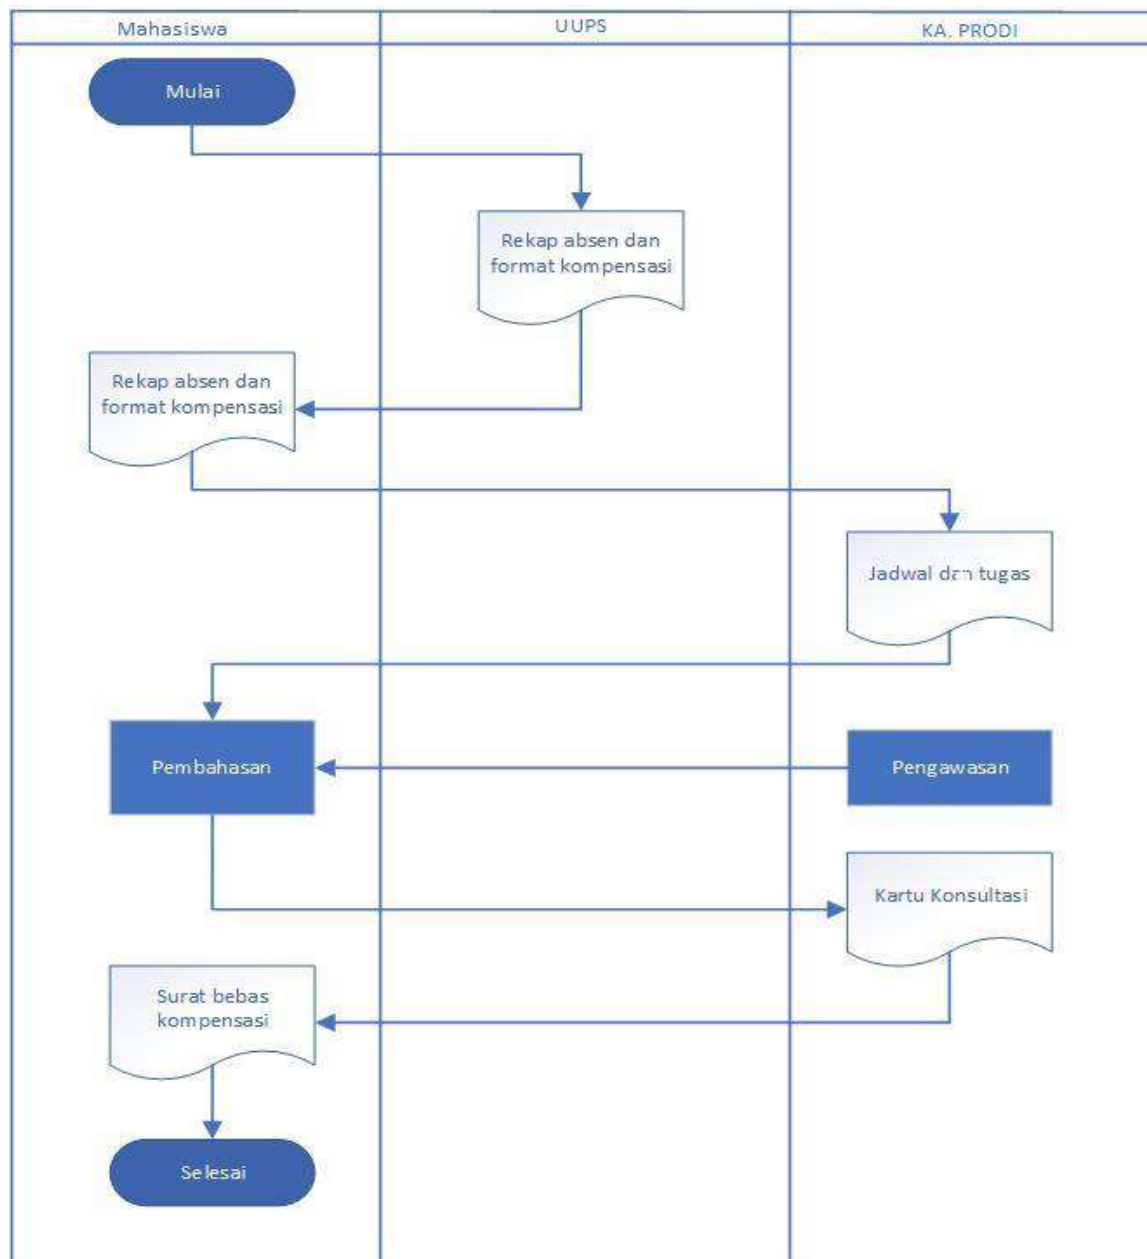 Mahasiswa
UUPS
KA. PRODI
Mulai
Rekap absen dan
format kompensasi
Rekap absen dan
format kompensasi
Jadwal dan tugas
Pembahasan
Pengawasan
Kartu Konsultasi
Surat bebas
kompensasi
Selesai